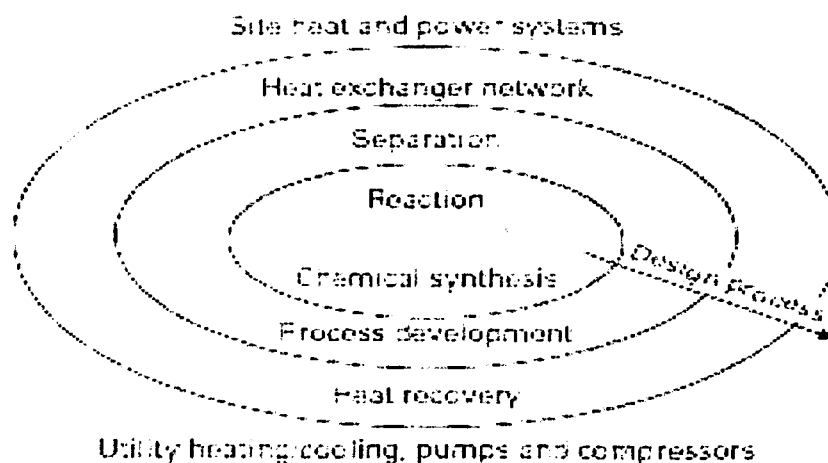 Site heat and power systems
Heat exchanger network
Separation
Reaction
Design process
Chemical synthesis
Process development
Heat recovery
Utility heating/cooling, pumps and compressors